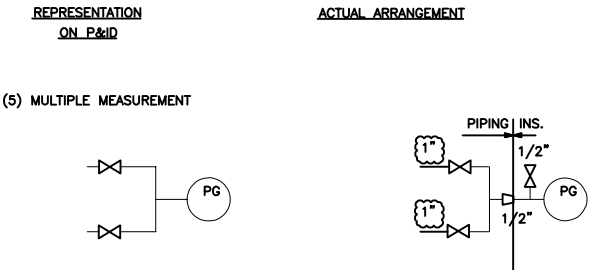 REPRESENTATION
ON P&ID
ACTUAL ARRANGEMENT
(5) MULTIPLE MEASUREMENT
PIPING INS.
1"
1/2"
PG
PG
1"
1/2"